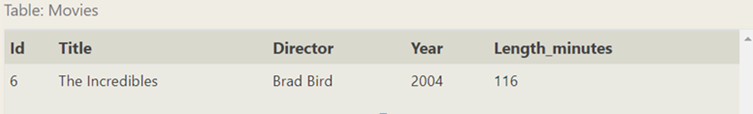 Table: Movies
Id Title Director Year Length_minutes
6 The Incredibles Brad Bird 2004 116